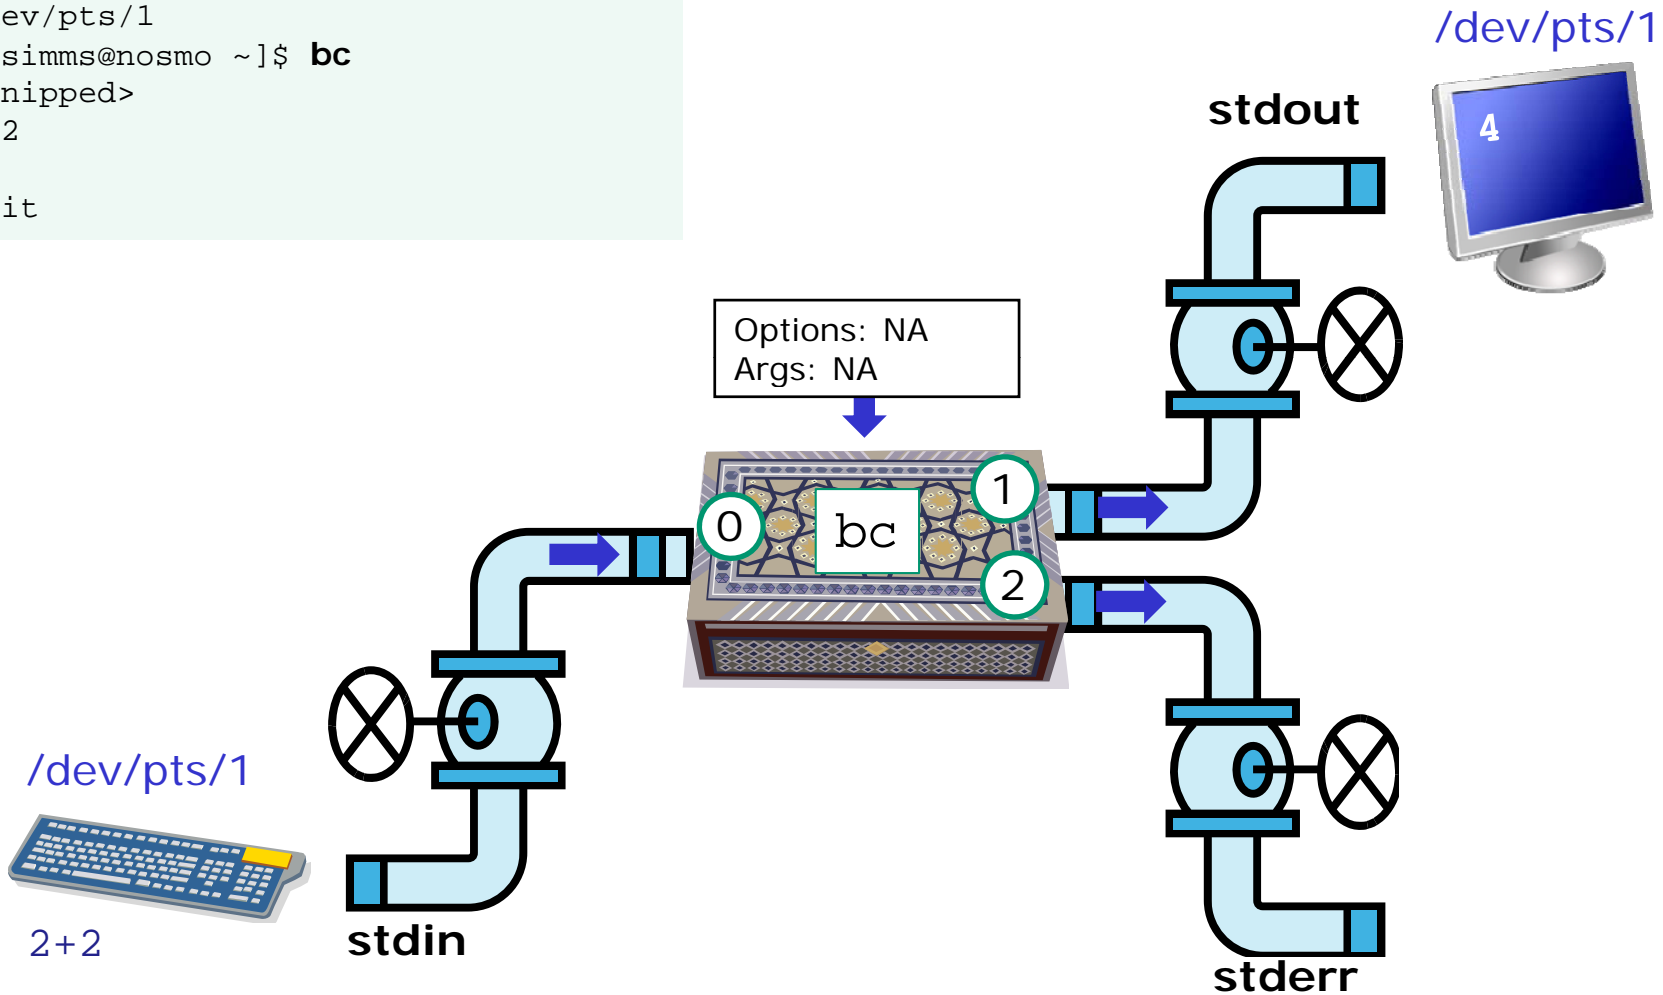 ev/pts/1
simms@nosmo ~]$ bc
nipped>
2
it
/dev/pts/1
stdout
4
Options: NA
Args: NA
0
bc
1
2
/dev/pts/1
2+2
stdin
stderr